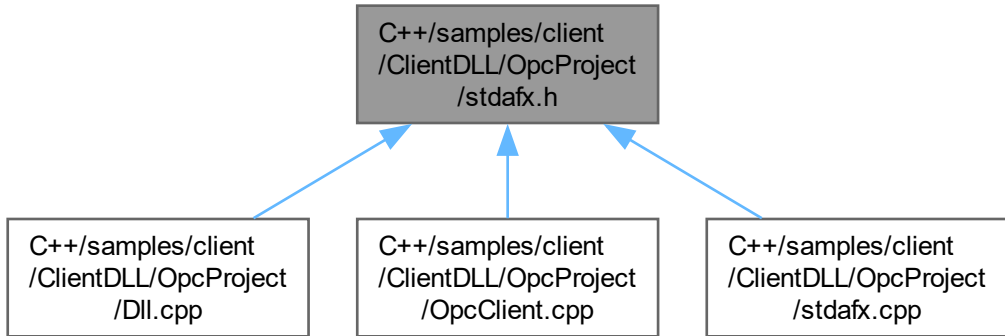 C++/samples/client
/ClientDLL/OpcProject
/stdafx.h
C++/samples/client
/ClientDLL/OpcProject
/Dll.cpp
C++/samples/client
/ClientDLL/OpcProject
/OpcClient.cpp
C++/samples/client
/ClientDLL/OpcProject
/stdafx.cpp